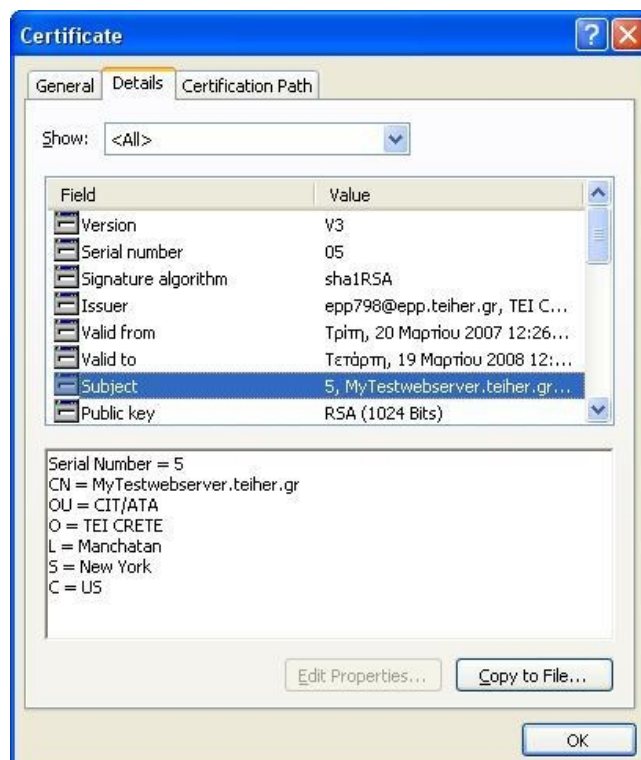 Certificate
General Details Certification Path
Show: <All>
Field Value
Version V3
Serial number 05
Signature algorithm sha1RSA
Issuer epp798@epp.teiher.gr, TEI C...
Valid from Τρίτη, 20 Μαρτίου 2007 12:26...
Valid to Τετάρτη, 19 Μαρτίου 2008 12:...
Subject 5, MyTestwebserver.teiher.gr...
Public key RSA (1024 Bits)
Serial Number = 5
CN = MyTestwebserver.teiher.gr
OU = CIT/ATA
O = TEI CRETE
L = Manchatan
S = New York
C = US
Edit Properties... Copy to File...
OK